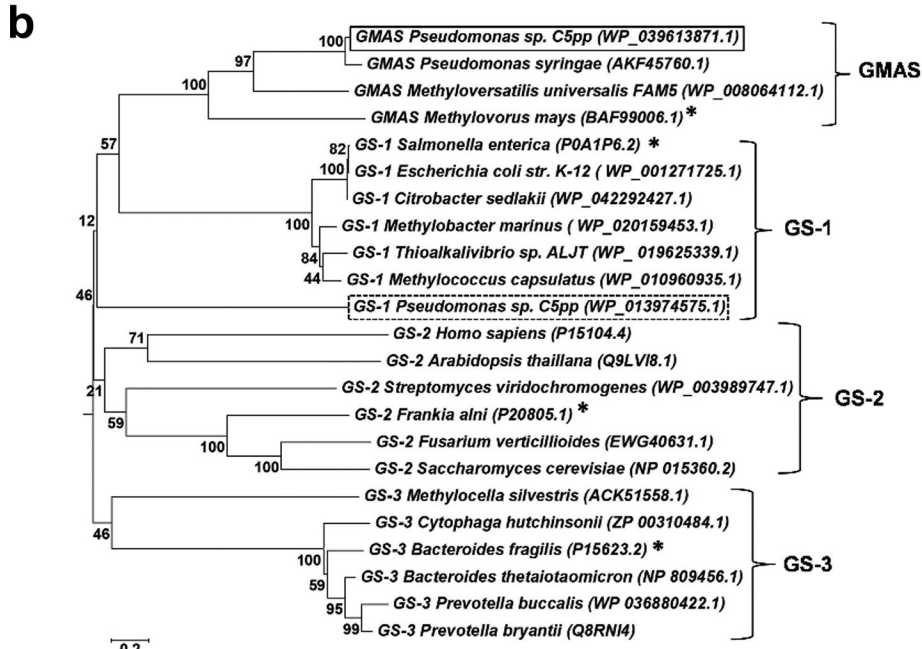 b
GMAS Pseudomonas sp. C5pp (WP_039613871.1)
100
GMAS Pseudomonas syringae (AKF45760.1)
97
GMAS
100
GMAS Methyloversatilis universalis FAM5 (WP_008064112.1)
GMAS Methylovorus mays (BAF99006.1)*
57
82
GS-1 Salmonella enterica (P0A1P6.2) *
100
GS-1 Escherichia coli str. K-12 ( WP_001271725.1)
GS-1 Citrobacter sedlakii (WP_042292427.1)
12
100
GS-1 Methylobacter marinus ( WP_020159453.1)
GS-1
84
GS-1 Thioalkalivibrio sp. ALJT (WP_ 019625339.1)
44
GS-1 Methylococcus capsulatus (WP_010960935.1)
46
GS-1 Pseudomonas sp. C5pp (WP_013974575.1)
71
GS-2 Homo sapiens (P15104.4)
GS-2 Arabidopsis thaillana (Q9LVI8.1)
21
GS-2 Streptomyces viridochromogenes (WP_003989747.1)
GS-2
59
GS-2 Frankia alni (P20805.1) *
100
GS-2 Fusarium verticillioides (EWG40631.1)
100
GS-2 Saccharomyces cerevisiae (NP 015360.2)
GS-3 Methylocella silvestris (ACK51558.1)
46
GS-3 Cytophaga hutchinsonii (ZP 00310484.1)
100
GS-3 Bacteroides fragilis (P15623.2) *
GS-3
59
GS-3 Bacteroides thetaiotaomicron (NP 809456.1)
95
GS-3 Prevotella buccalis (WP 036880422.1)
99
GS-3 Prevotella bryantii (Q8RNI4)
0.2